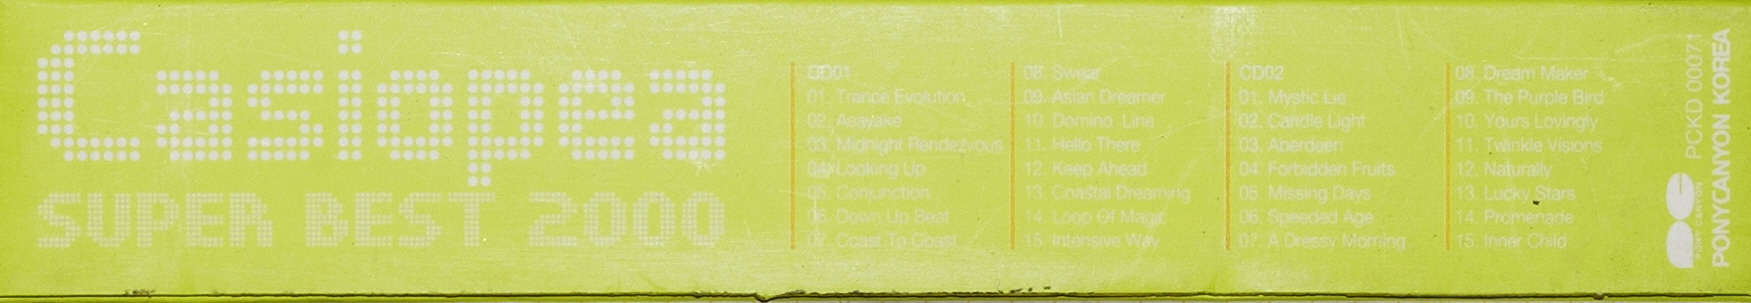 Casiopea
SUPER BEST 2000
CD01
01. Trance Evolution
02. Asayake
03. Midnight Rendezvous
04. Looking Up
05. Conjunction
06. Down Up Beat
07. Coast To Coast
08. Swear
09. Asian Dreamer
10. Domino Line
11. Hello There
12. Keep Ahead
13. Coastal Dreaming
14. Loop Of Magic
15. Intensive Way
CD02
01. Mystic Lie
02. Candle Light
03. Aberdeen
04. Forbidden Fruits
05. Missing Days
06. Speeded Age
07. A Dressy Morning
08. Dream Maker
09. The Purple Bird
10. Yours Lovingly
11. Twinkle Visions
12. Naturally
13. Lucky Stars
14. Promenade
15. Inner Child
PONY CANYON
PCKD 00071
PONYCANYON KOREA